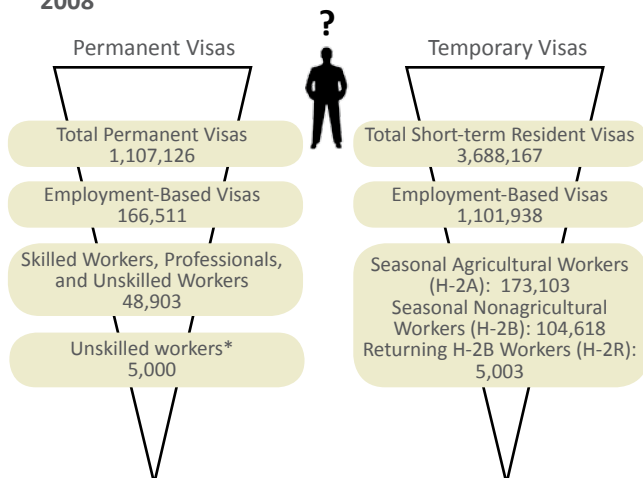 2008
?
Permanent Visas
Total Permanent Visas
1,107,126
Employment-Based Visas
166,511
Skilled Workers, Professionals,
and Unskilled Workers
48,903
Unskilled workers*
5,000
Temporary Visas
Total Short-term Resident Visas
3,688,167
Employment-Based Visas
1,101,938
Seasonal Agricultural Workers
(H-2A): 173,103
Seasonal Nonagricultural
Workers (H-2B): 104,618
Returning H-2B Workers (H-2R):
5,003